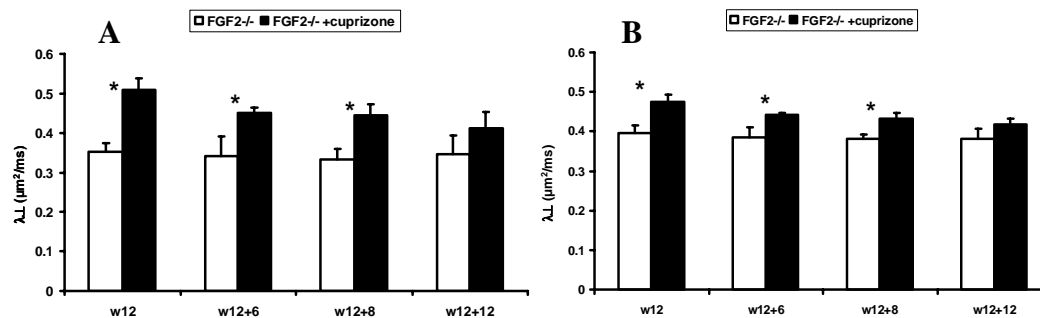 FGF2-/- FGF2-/- +cuprizone
A
0.6
*
0.5
*
*
0.4
0.3
0.2
0.1
0
λ⊥ (µm²/ms)
w12 w12+6 w12+8 w12+12
FGF2-/- FGF2-/- +cuprizone
B
0.6
*
0.5
*
*
0.4
0.3
0.2
0.1
0
λ⊥ (µm²/ms)
w12 w12+6 w12+8 w12+12